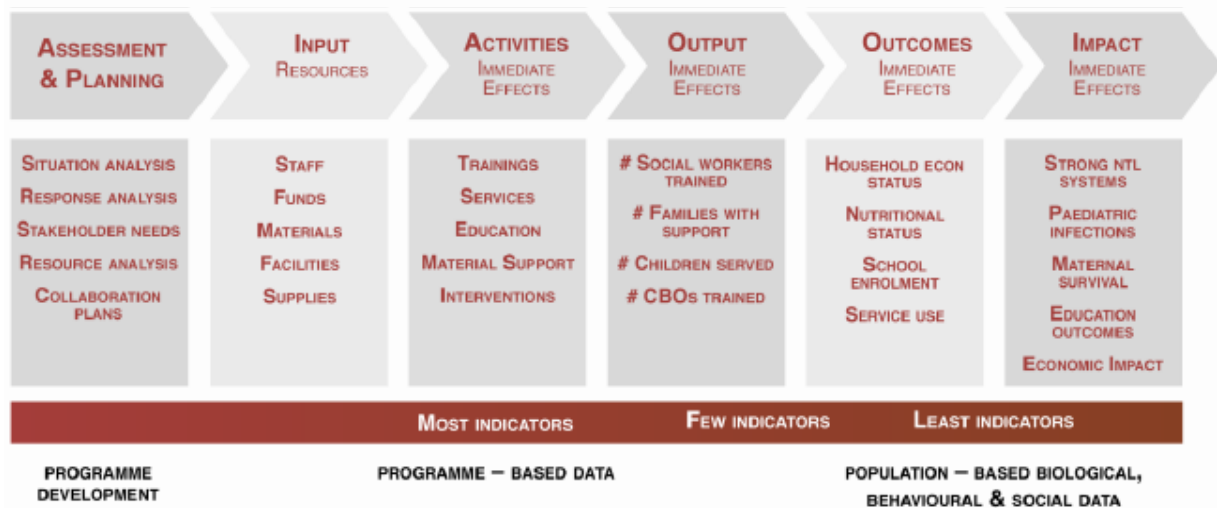 ASSESSMENT
& PLANNING
INPUT
RESOURCES
ACTIVITIES
IMMEDIATE
EFFECTS
OUTPUT
IMMEDIATE
EFFECTS
OUTCOMES
IMMEDIATE
EFFECTS
IMPACT
IMMEDIATE
EFFECTS
SITUATION ANALYSIS
RESPONSE ANALYSIS
STAKEHOLDER NEEDS
RESOURCE ANALYSIS
COLLABORATION
PLANS
STAFF
FUNDS
MATERIALS
FACILITIES
SUPPLIES
TRAININGS
SERVICES
EDUCATION
MATERIAL SUPPORT
INTERVENTIONS
# SOCIAL WORKERS
TRAINED
# FAMILIES WITH
SUPPORT
# CHILDREN SERVED
# CBOS TRAINED
HOUSEHOLD ECON
STATUS
NUTRITIONAL
STATUS
SCHOOL
ENROLMENT
SERVICE USE
STRONG NTL
SYSTEMS
PAEDIATRIC
INFECTIONS
MATERNAL
SURVIVAL
EDUCATION
OUTCOMES
ECONOMIC IMPACT
MOST INDICATORS
FEW INDICATORS
LEAST INDICATORS
PROGRAMME
DEVELOPMENT
PROGRAMME – BASED DATA
POPULATION – BASED BIOLOGICAL,
BEHAVIOURAL & SOCIAL DATA